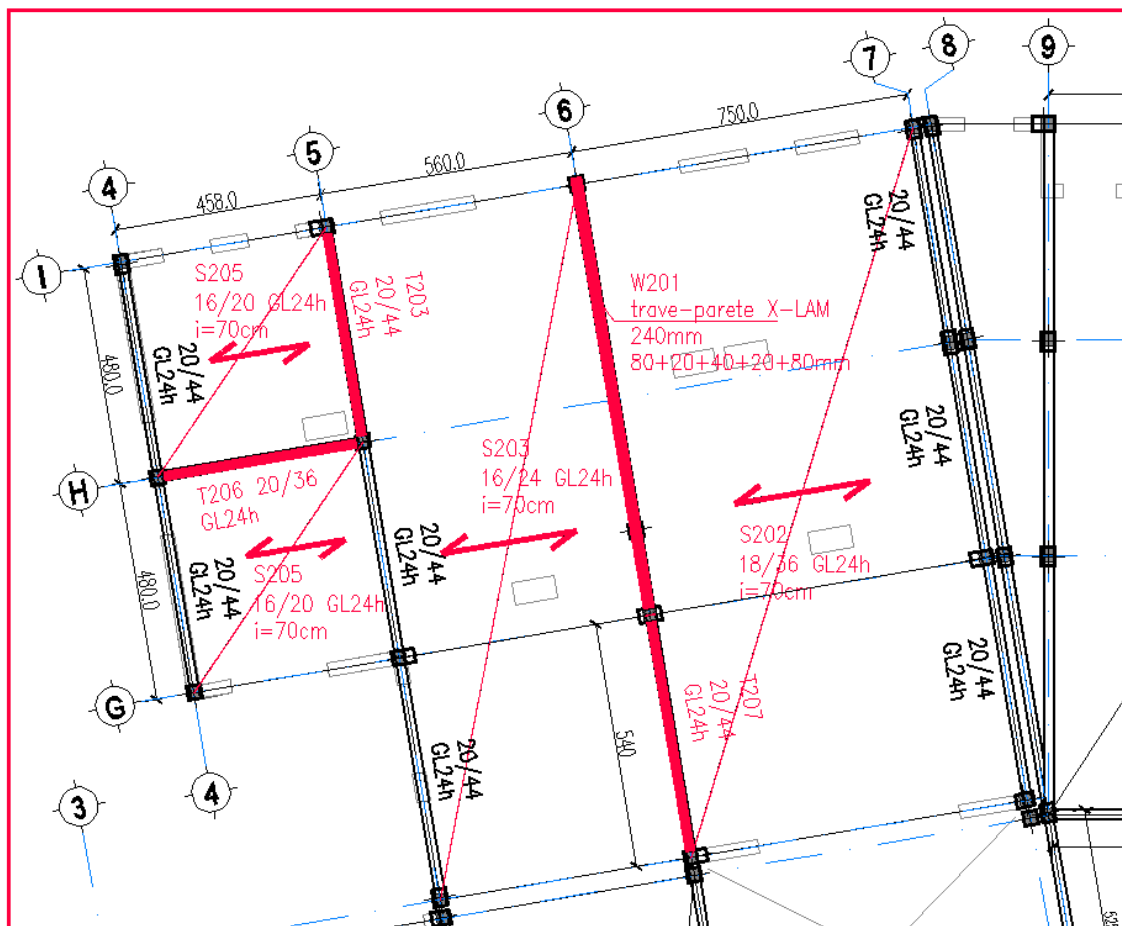 9
8
7
6
750.0
5
560.0
4
458.0
I
20/44
GL24h
S205
16/20 GL24h
i=70cm
T203
20/44
GL24h
W201
trave-parete X-LAM
240mm
80+20+40+20+80mm
480.0
20/44
GL24h
20/44
GL24h
S203
16/24 GL24h
i=70cm
H
T206 20/36
GL24h
20/44
GL24h
S202
18/36 GL24h
i=70cm
480.0
20/44
GL24h
S205
16/20 GL24h
i=70cm
20/44
GL24h
T207
20/44
GL24h
G
540
20/44
GL24h
4
3